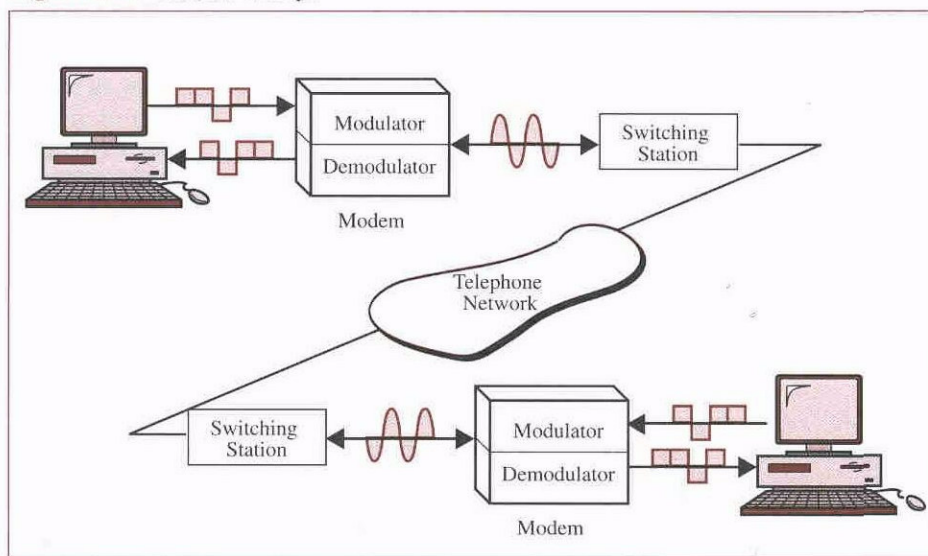 Modulator
Demodulator
Modem
Switching
Station
Telephone
Network
Switching
Station
Modulator
Demodulator
Modem